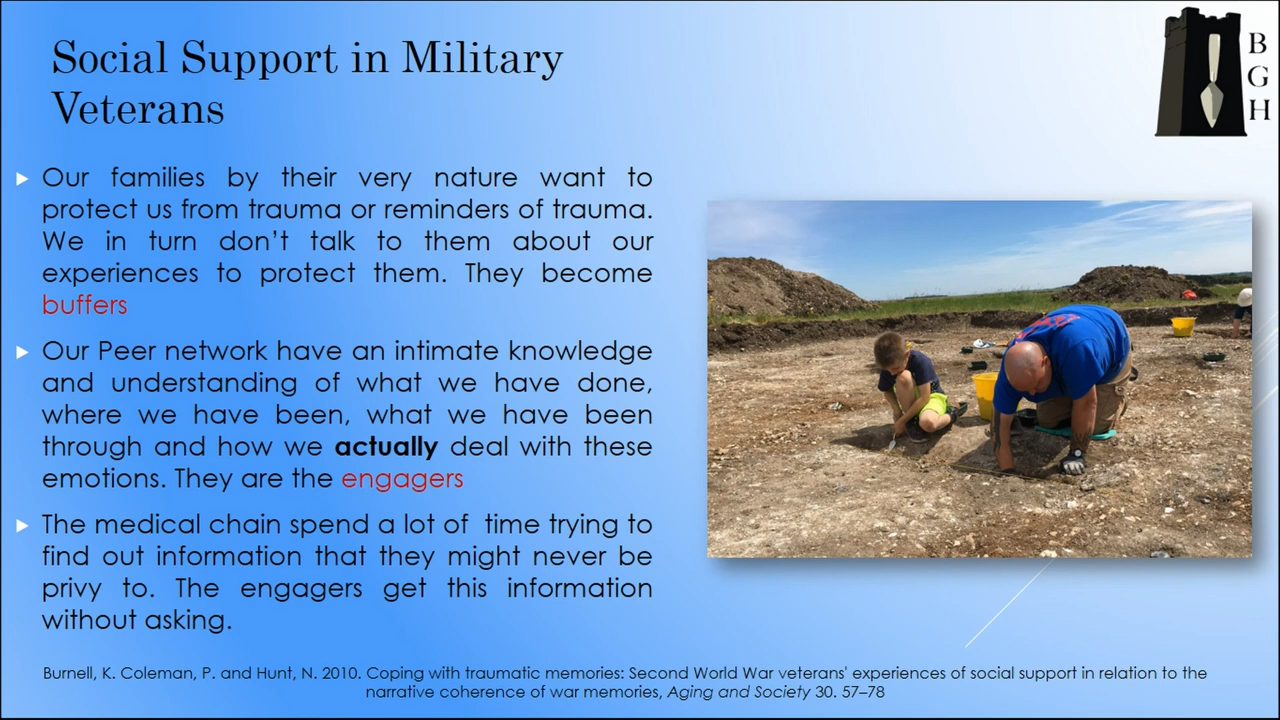 Social Support in Military
Veterans
B
G
H
Our families by their very nature want to
protect us from trauma or reminders of trauma.
We in turn don’t talk to them about our
experiences to protect them. They become
buffers
Our Peer network have an intimate knowledge
and understanding of what we have done,
where we have been, what we have been
through and how we actually deal with these
emotions. They are the engagers
The medical chain spend a lot of time trying to
find out information that they might never be
privy to. The engagers get this information
without asking.
Burnell, K. Coleman, P. and Hunt, N. 2010. Coping with traumatic memories: Second World War veterans' experiences of social support in relation to the
narrative coherence of war memories, Aging and Society 30. 57–78